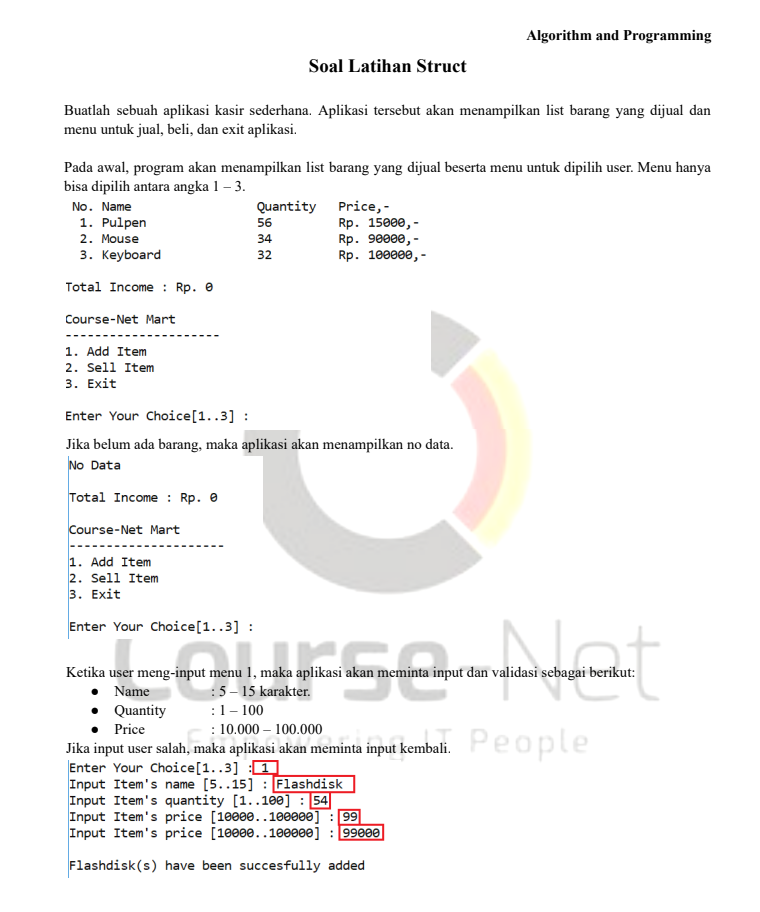 Algorithm and Programming
Soal Latihan Struct
Buatlah sebuah aplikasi kasir sederhana. Aplikasi tersebut akan menampilkan list barang yang dijual dan
menu untuk jual, beli, dan exit aplikasi.
Pada awal, program akan menampilkan list barang yang dijual beserta menu untuk dipilih user. Menu hanya
bisa dipilih antara angka 1 – 3.
No. Name Quantity Price,-
1. Pulpen 56 Rp. 15000,-
2. Mouse 34 Rp. 90000,-
3. Keyboard 32 Rp. 100000,-
Total Income : Rp. 0
Course-Net Mart
---------------------
1. Add Item
2. Sell Item
3. Exit
Enter Your Choice[1..3] :
Jika belum ada barang, maka aplikasi akan menampilkan no data.
No Data
Total Income : Rp. 0
Course-Net Mart
---------------------
1. Add Item
2. Sell Item
3. Exit
Enter Your Choice[1..3] :
Course-Net
Ketika user meng-input menu 1, maka aplikasi akan meminta input dan validasi sebagai berikut:
● Name : 5 – 15 karakter.
● Quantity : 1 – 100
● Price : 10.000 – 100.000
Empowering IT People
Jika input user salah, maka aplikasi akan meminta input kembali.
Enter Your Choice[1..3] : 1
Input Item's name [5..15] : Flashdisk
Input Item's quantity [1..100] : 54
Input Item's price [10000..100000] : 99
Input Item's price [10000..100000] : 99000
Flashdisk(s) have been succesfully added